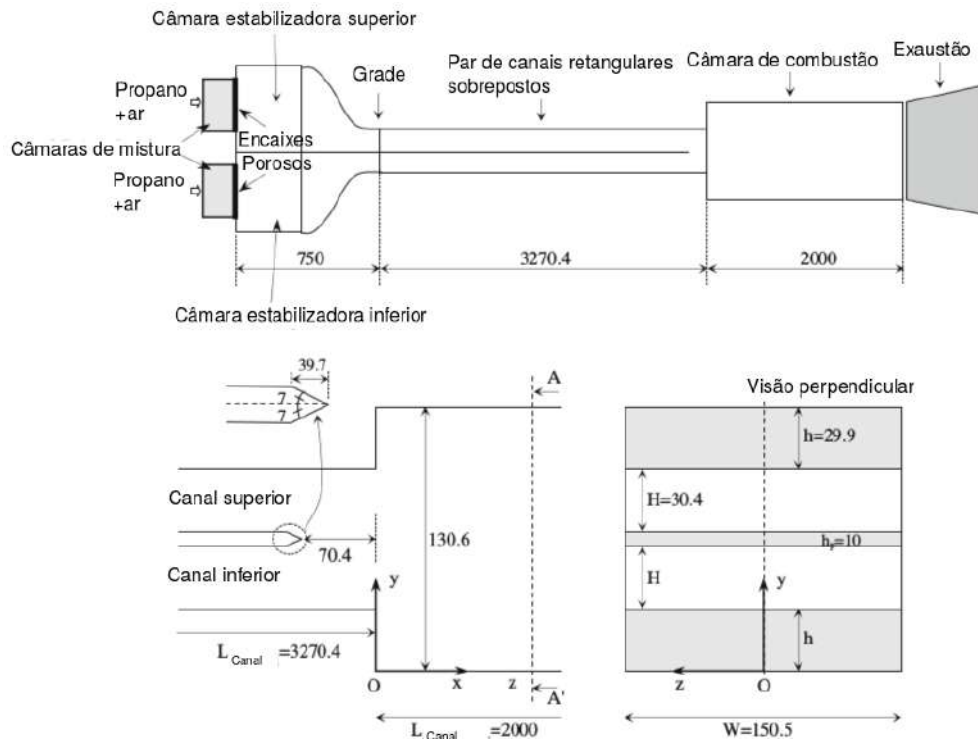 Câmara estabilizadora superior
Grade
Par de canais retangulares
sobrepostos
Câmara de combustão
Exaustão
Propano
+ar
Encaixes
Câmaras de mistura
Porosos
Propano
+ar
750
3270.4
2000
Câmara estabilizadora inferior
39.7
7
7
A
Visão perpendicular
h=29.9
Canal superior
H=30.4
70.4
130.6
hₚ=10
Canal inferior
y
H
y
L Canal =3270.4
h
O
x
z
A'
z
O
L Canal =2000
W=150.5